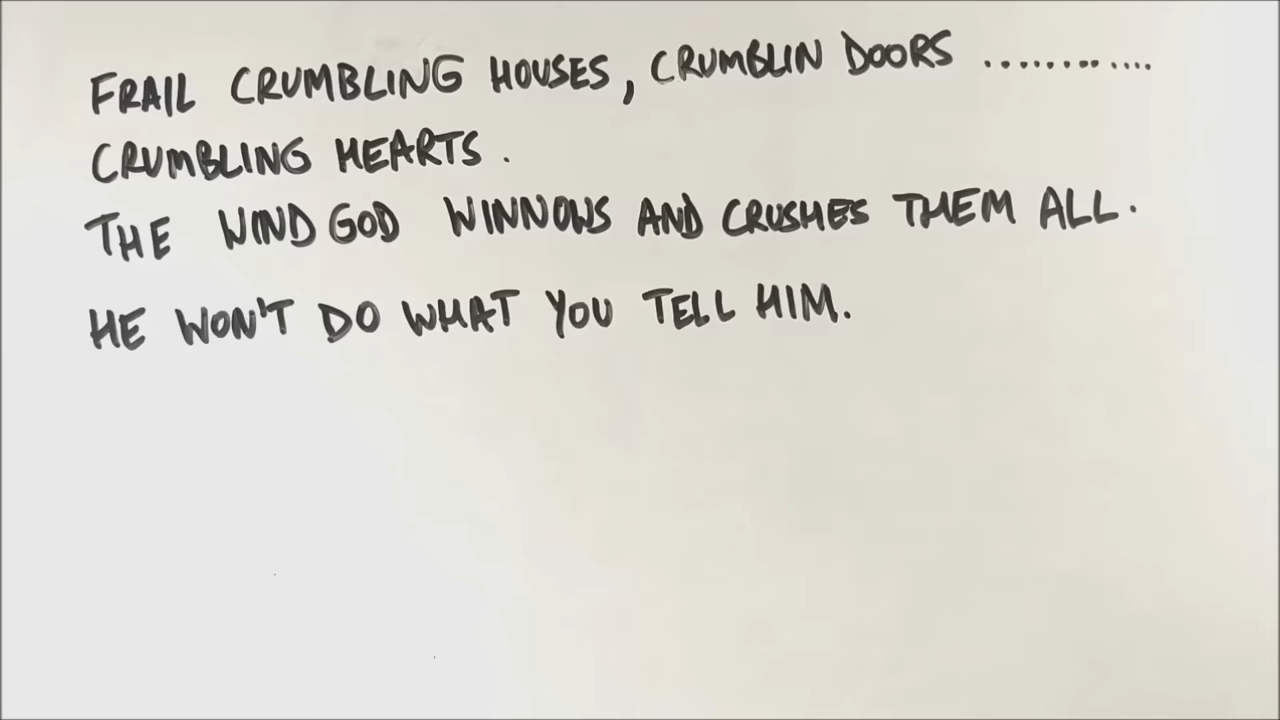 FRAIL CRUMBLING HOUSES, CRUMBLIN DOORS ............
CRUMBLING HEARTS.
THE WIND GOD WINNOWS AND CRUSHES THEM ALL.
HE WON'T DO WHAT YOU TELL HIM.